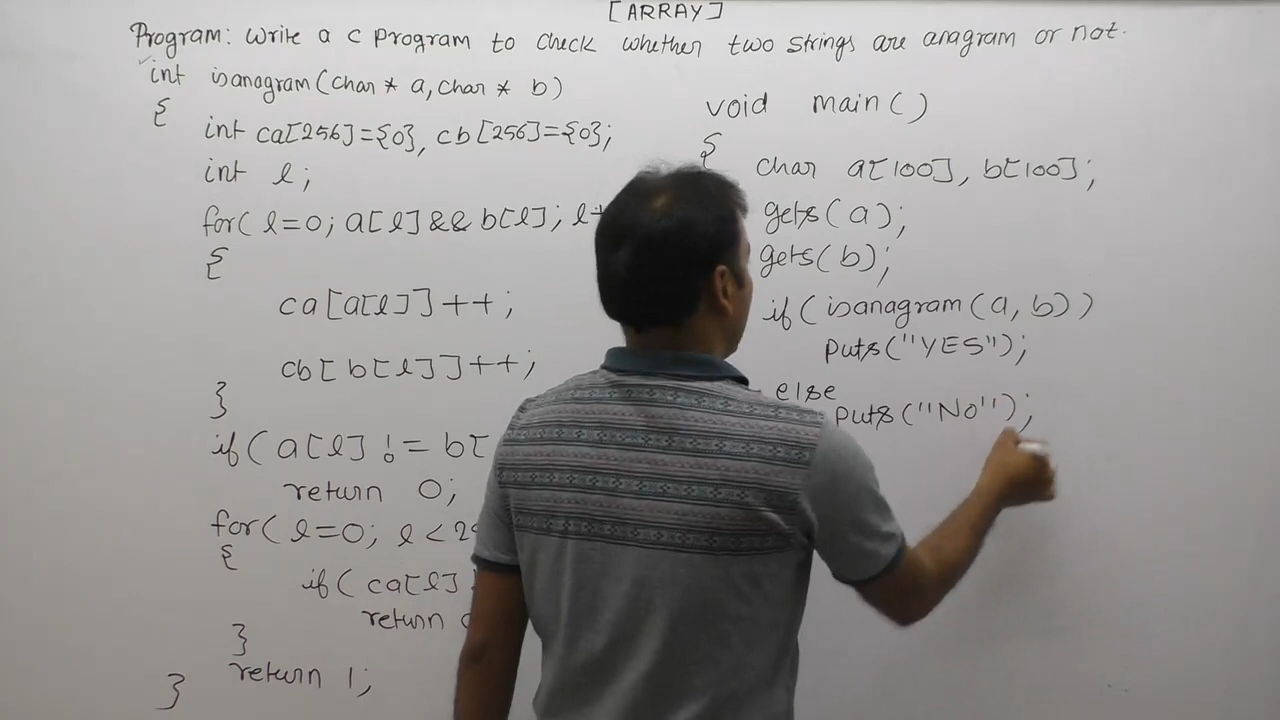 [ARRAY]
Program: Write a c program to check whether two strings are anagram or not.
int isanagram(char * a, char * b)
{
int ca[256]={0}, cb[256]={0};
int l;
for( l=0; a[l] && b[l]; l+
{
ca[a[l]]++;
cb[b[l]]++;
}
if( a[l] != b[
return 0;
for( l=0; l<2
{
if( ca[l]
return
}
return 1;
}
void main()
{
char a[100], b[100];
gets(a);
gets(b);
if( isanagram(a, b))
puts("YES");
else
puts("No");